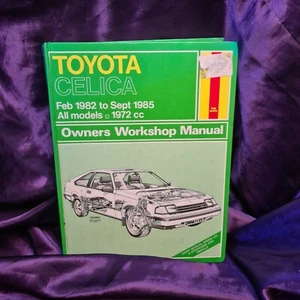 TOYOTA
CELICA
Feb 1982 to Sept 1985
All models □ 1972 cc
Owners Workshop Manual